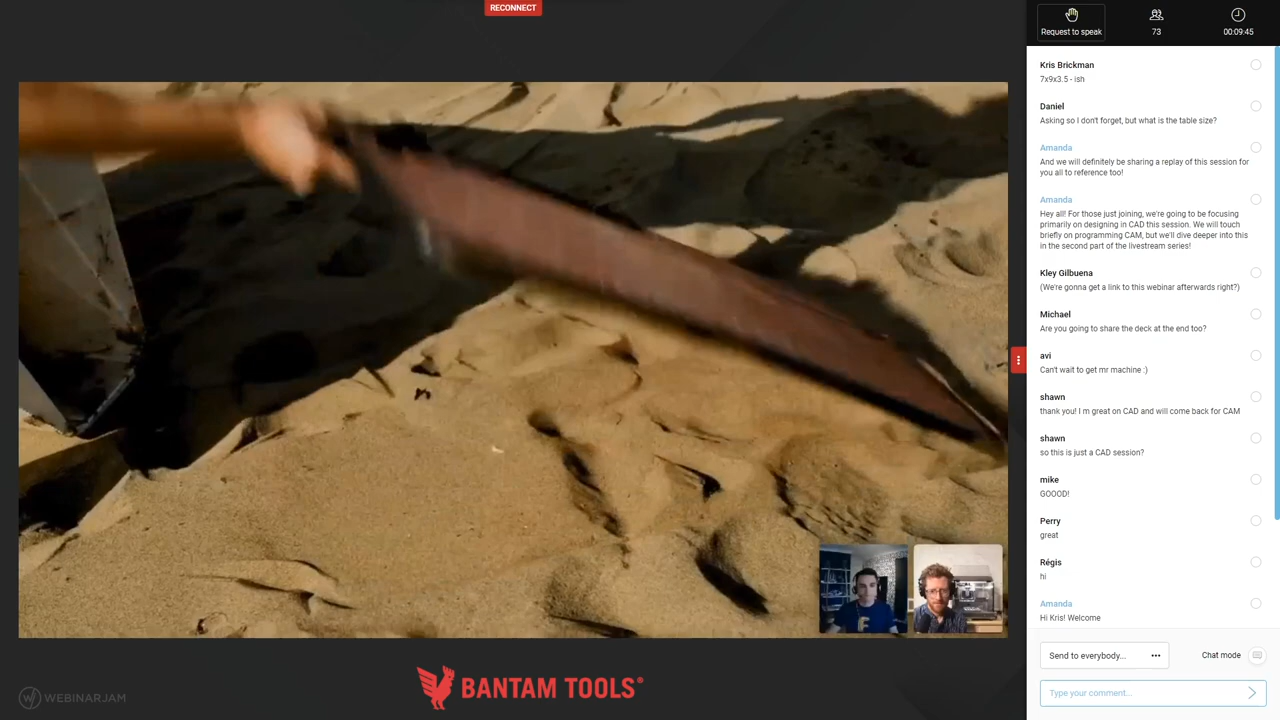 RECONNECT
Request to speak
73
00:09:45
Kris Brickman
7x9x3.5 - ish
Daniel
Asking so I don't forget, but what is the table size?
Amanda
And we will definitely be sharing a replay of this session for
you all to reference too!
Amanda
Hey all! For those just joining, we're going to be focusing
primarily on designing in CAD this session. We will touch
briefly on programming CAM, but we'll dive deeper into this
in the second part of the livestream series!
Kley Gilbuena
(We're gonna get a link to this webinar afterwards right?)
Michael
Are you going to share the deck at the end too?
avi
Can't wait to get mr machine :)
shawn
thank you! I m great on CAD and will come back for CAM
shawn
so this is just a CAD session?
mike
GOOOD!
Perry
great
Régis
hi
Amanda
Hi Kris! Welcome
Send to everybody...
Chat mode
Type your comment...
BANTAM TOOLS®
WEBINARJAM